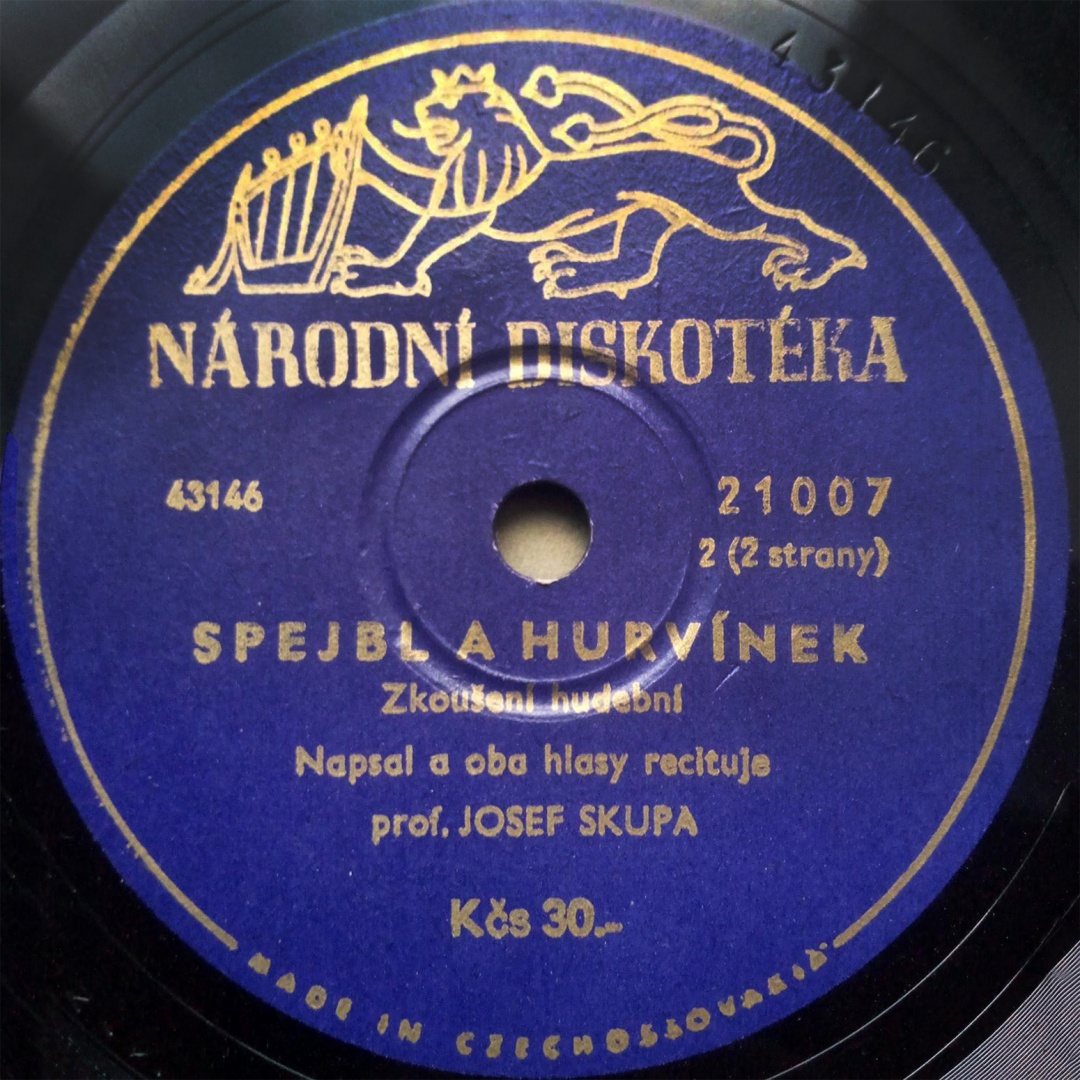 43146
NÁRODNÍ DISKOTÉKA
43146
21007
2 (2 strany)
SPEJBL A HURVÍNEK
Zkoušení hudební
Napsal a oba hlasy recituje
prof. JOSEF SKUPA
Kčs 30.–
MADE IN CZECHOSLOVAKIA